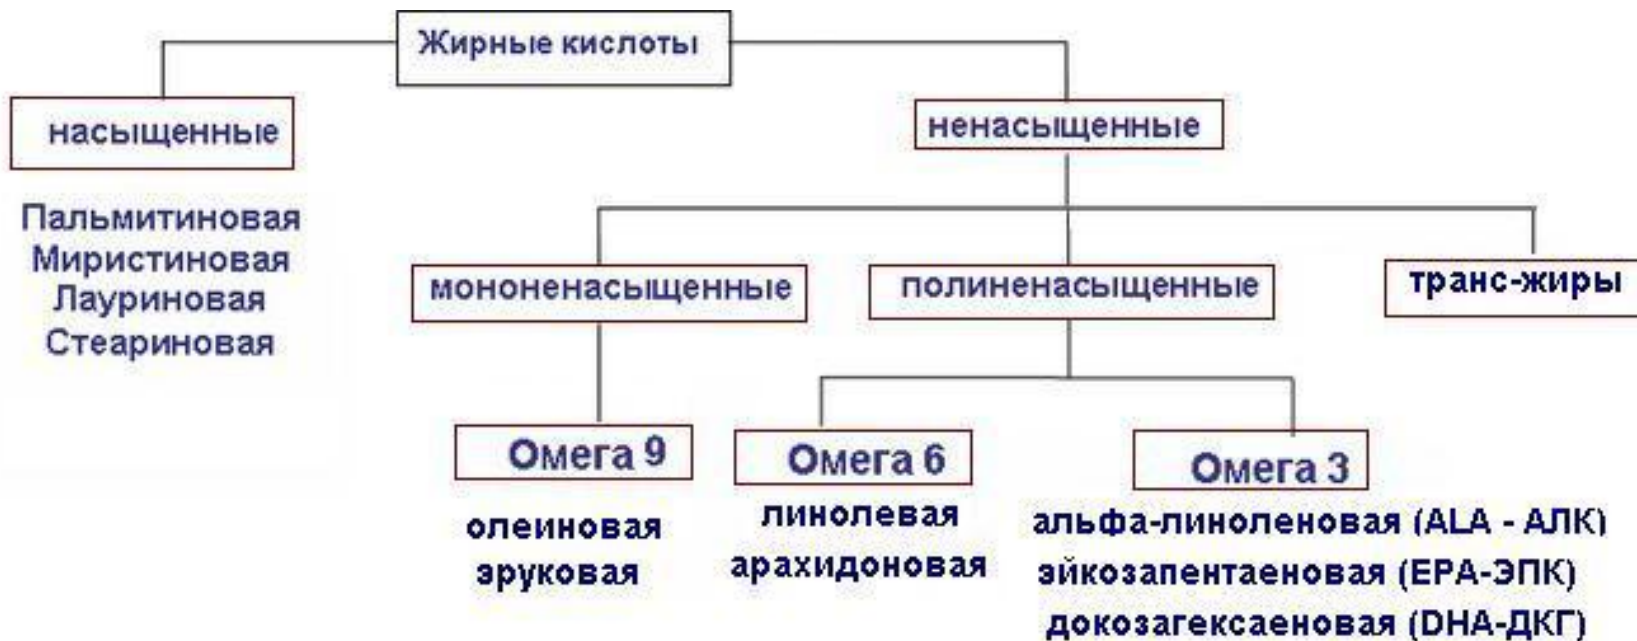 Жирные кислоты
насыщенные
ненасыщенные
Пальмитиновая
Миристиновая
Лауриновая
Стеариновая
мононенасыщенные
полиненасыщенные
транс-жиры
Омега 9
Омега 6
Омега 3
олеиновая
эруковая
линолевая
арахидоновая
альфа-линоленовая (ALA - АЛК)
эйкозапентаеновая (EPA-ЭПК)
докозагексаеновая (DHA-ДКГ)